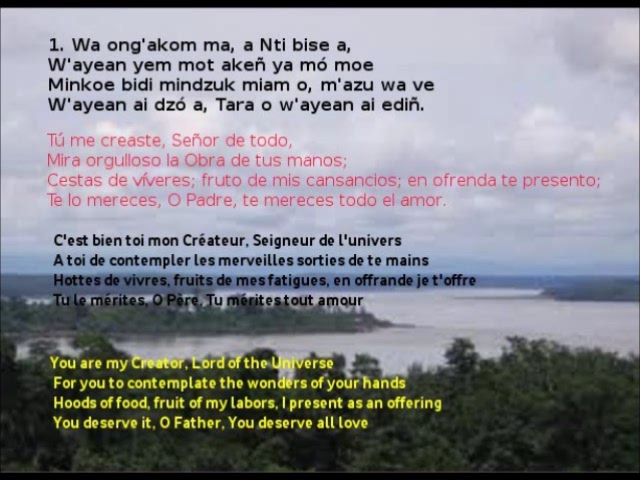 1. Wa ong'akom ma, a Nti bise a,
W'ayean yem mot akeñ ya mó moe
Minkoe bidi mindzuk miam o, m'azu wa ve
W'ayean ai dzó a, Tara o w'ayean ai ediñ.
Tú me creaste, Señor de todo,
Mira orgulloso la Obra de tus manos;
Cestas de víveres; fruto de mis cansancios; en ofrenda te presento;
Te lo mereces, O Padre, te mereces todo el amor.
C'est bien toi mon Créateur, Seigneur de l'univers
A toi de contempler les merveilles sorties de te mains
Hottes de vivres, fruits de mes fatigues, en offrande je t'offre
Tu le mérites, O Père, Tu mérites tout amour
You are my Creator, Lord of the Universe
For you to contemplate the wonders of your hands
Hoods of food, fruit of my labors, I present as an offering
You deserve it, O Father, You deserve all love